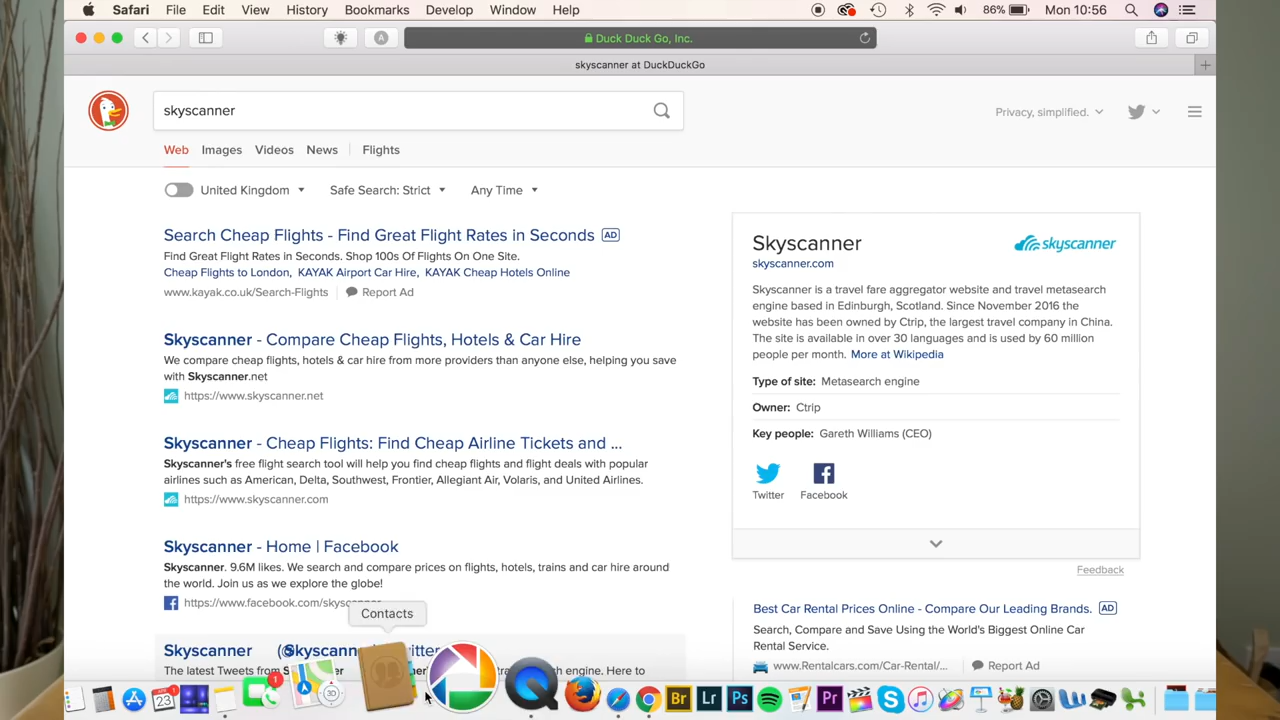 Safari File Edit View History Bookmarks Develop Window Help 86% Mon 10:56
Duck Duck Go, Inc.
skyscanner at DuckDuckGo
skyscanner
Privacy, simplified.
Web Images Videos News Flights
United Kingdom Safe Search: Strict Any Time
Search Cheap Flights - Find Great Flight Rates in Seconds AD
Find Great Flight Rates in Seconds. Shop 100s Of Flights On One Site.
Cheap Flights to London, KAYAK Airport Car Hire, KAYAK Cheap Hotels Online
www.kayak.co.uk/Search-Flights Report Ad
Skyscanner - Compare Cheap Flights, Hotels & Car Hire
We compare cheap flights, hotels & car hire from more providers than anyone else, helping you save
with Skyscanner.net
https://www.skyscanner.net
Skyscanner - Cheap Flights: Find Cheap Airline Tickets and ...
Skyscanner's free flight search tool will help you find cheap flights and flight deals with popular
airlines such as American, Delta, Southwest, Frontier, Allegiant Air, Volaris, and United Airlines.
https://www.skyscanner.com
Skyscanner - Home | Facebook
Skyscanner. 9.6M likes. We search and compare prices on flights, hotels, trains and car hire around
the world. Join us as we explore the globe!
https://www.facebook.com/skyscanner
Contacts
Skyscanner (@Skyscanner
The latest Tweets from
engine. Here to
Skyscanner
skyscanner
skyscanner.com
Skyscanner is a travel fare aggregator website and travel metasearch
engine based in Edinburgh, Scotland. Since November 2016 the
website has been owned by Ctrip, the largest travel company in China.
The site is available in over 30 languages and is used by 60 million
people per month. More at Wikipedia
Type of site: Metasearch engine
Owner: Ctrip
Key people: Gareth Williams (CEO)
Twitter Facebook
Feedback
Best Car Rental Prices Online - Compare Our Leading Brands. AD
Search, Compare and Save Using the World's Biggest Online Car
Rental Service.
www.Rentalcars.com/Car-Rental/... Report Ad
23 1 30 Br Lr Ps Pr